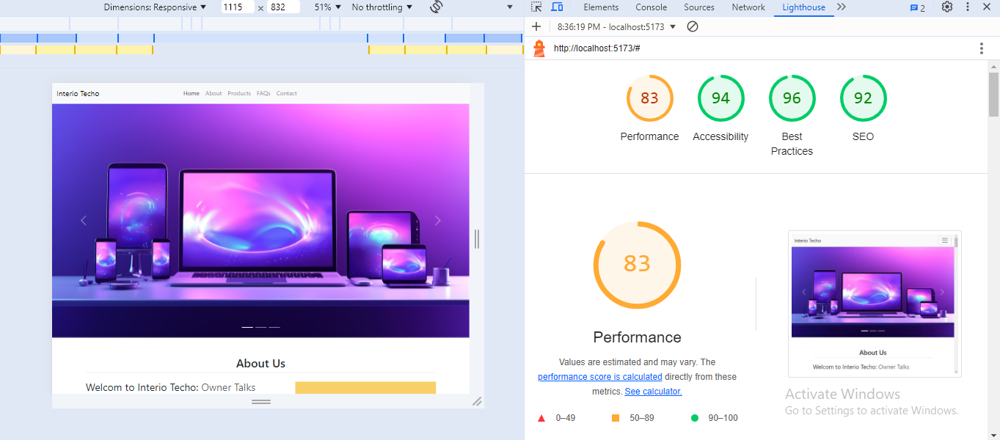 Dimensions: Responsive 1115 × 832 51% No throttling
Elements Console Sources Network Lighthouse 2
8:36:19 PM - localhost:5173
http://localhost:5173/#
Interio Techo Home About Products FAQs Contact
About Us
Welcom to Interio Techo: Owner Talks
83 94 96 92
Performance Accessibility Best Practices SEO
83
Performance
Values are estimated and may vary. The
performance score is calculated directly from these
metrics. See calculator.
0–49 50–89 90–100
Interio Techo
About Us
Welcom to Interio Techo: Owner Talks
Activate Windows
Go to Settings to activate Windows.